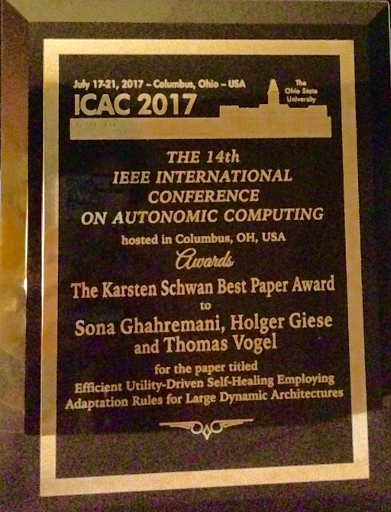 July 17-21, 2017 – Columbus, Ohio – USA
ICAC 2017
The
Ohio State
University
THE 14th
IEEE INTERNATIONAL
CONFERENCE
ON AUTONOMIC COMPUTING
hosted in Columbus, OH, USA
Awards
The Karsten Schwan Best Paper Award
to
Sona Ghahremani, Holger Giese
and Thomas Vogel
for the paper titled
Efficient Utility-Driven Self-Healing Employing
Adaptation Rules for Large Dynamic Architectures